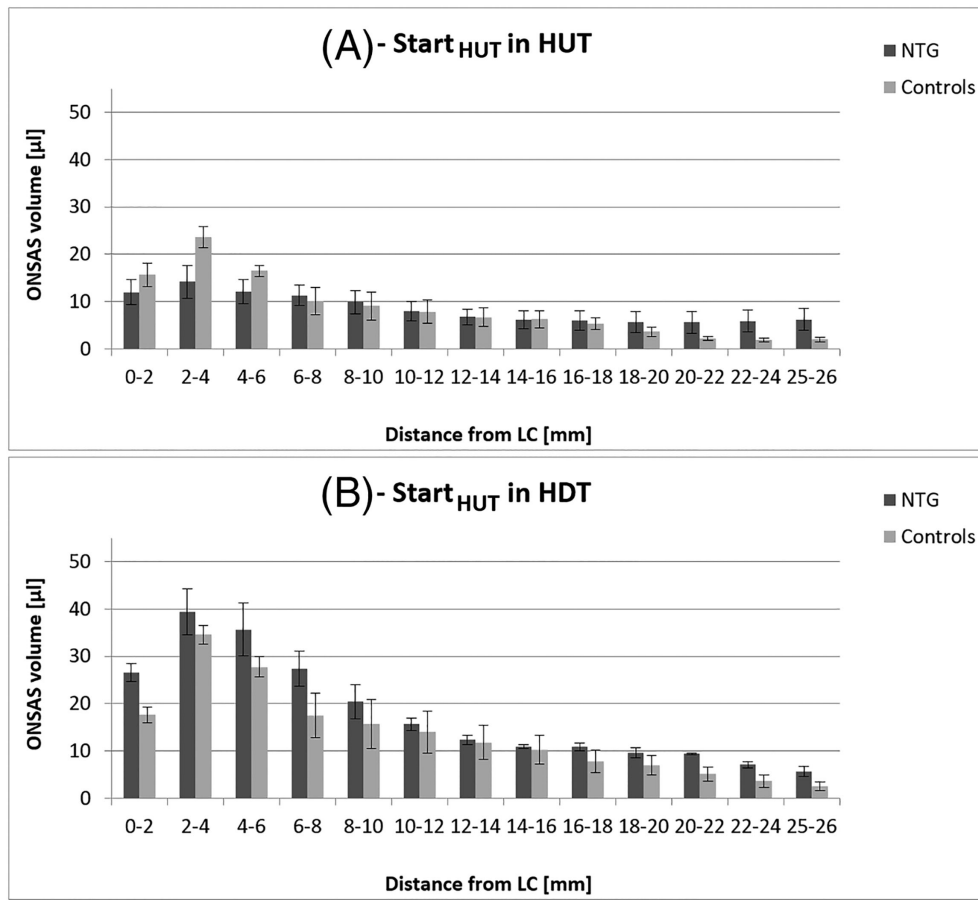 (A) - Start HUT in HUT
NTG
Controls
ONSAS volume [µl]
50
40
30
20
10
0
0-2 2-4 4-6 6-8 8-10 10-12 12-14 14-16 16-18 18-20 20-22 22-24 25-26
Distance from LC [mm]
(B) - Start HUT in HDT
NTG
Controls
ONSAS volume [µl]
50
40
30
20
10
0
0-2 2-4 4-6 6-8 8-10 10-12 12-14 14-16 16-18 18-20 20-22 22-24 25-26
Distance from LC [mm]